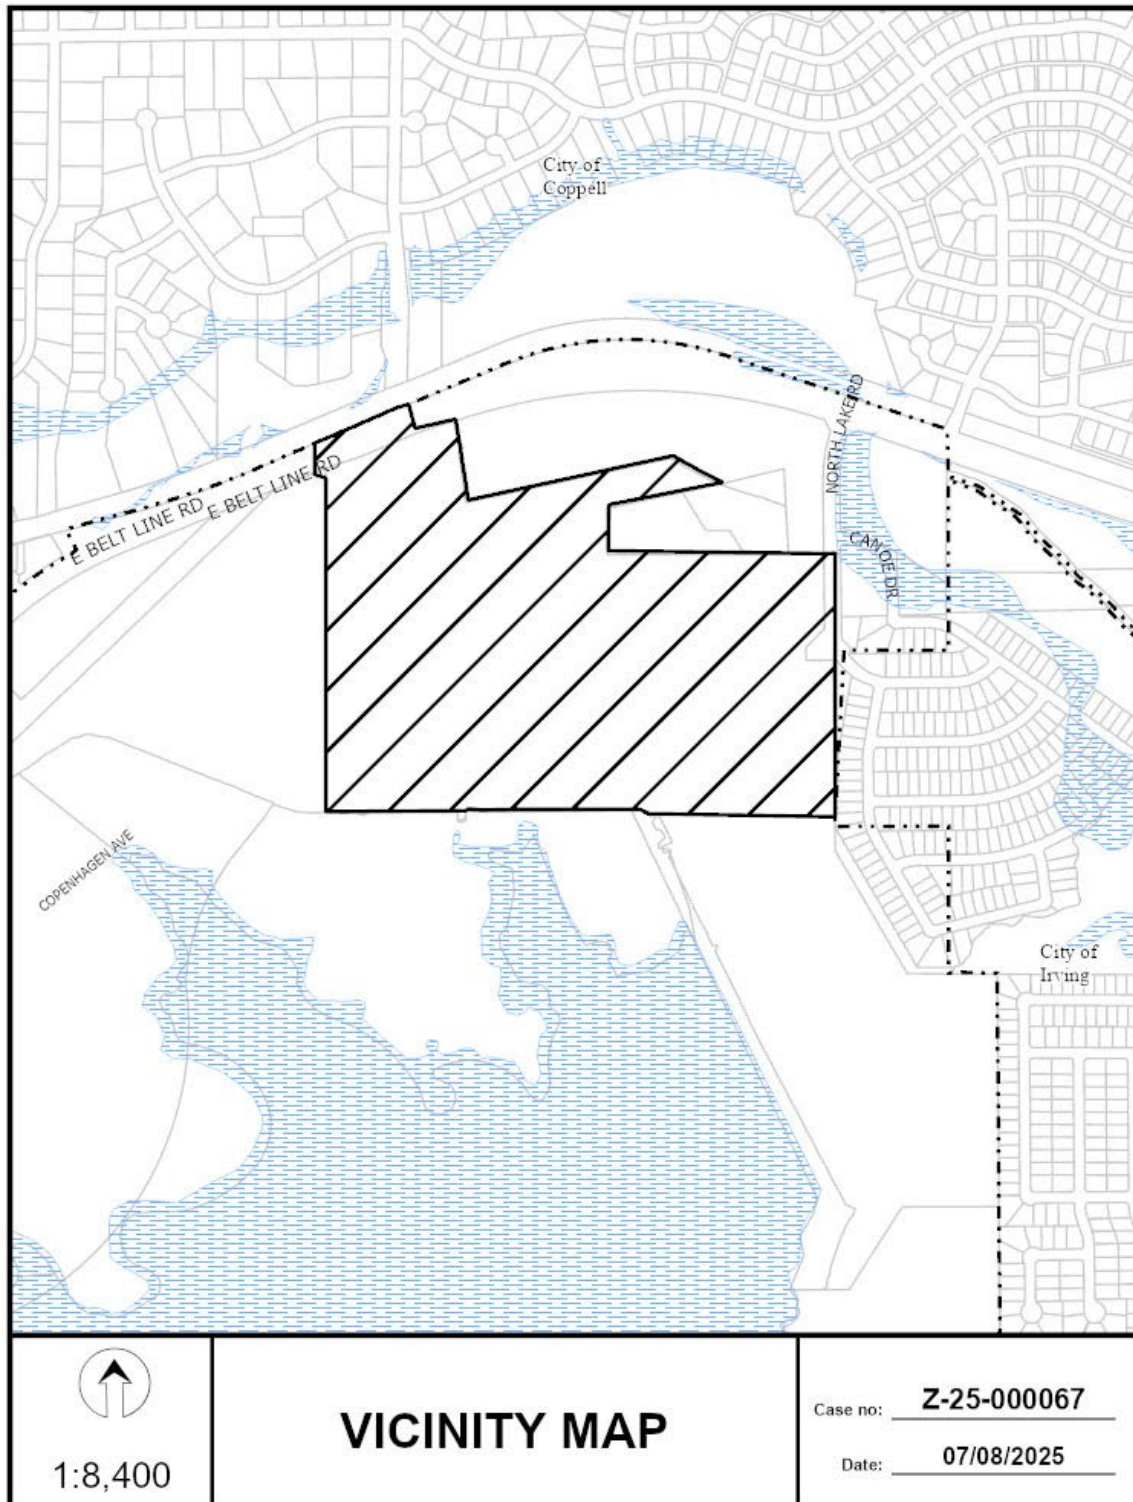 City of
Coppell
NORTH LAKE RD
E BELT LINE RD
E BELT LINE RD
CANOE DR
COPENHAGEN AVE
City of
Irving
1:8,400
VICINITY MAP
Case no: Z-25-000067
Date: 07/08/2025